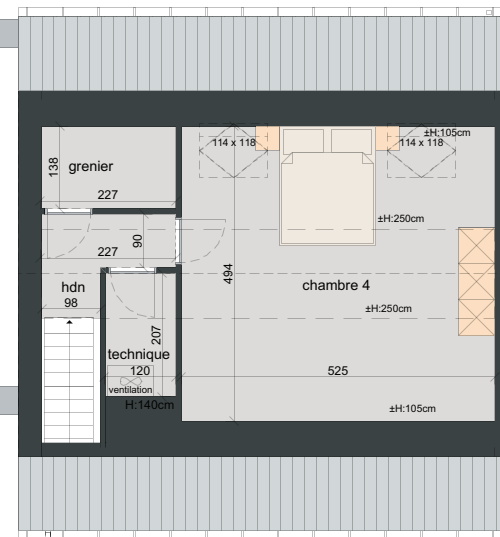 114 x 118
114 x 118
±H:105cm
138
grenier
227
±H:250cm
90
227
494
hdn
98
chambre 4
±H:250cm
207
technique
120
525
ventilation
H:140cm
±H:105cm